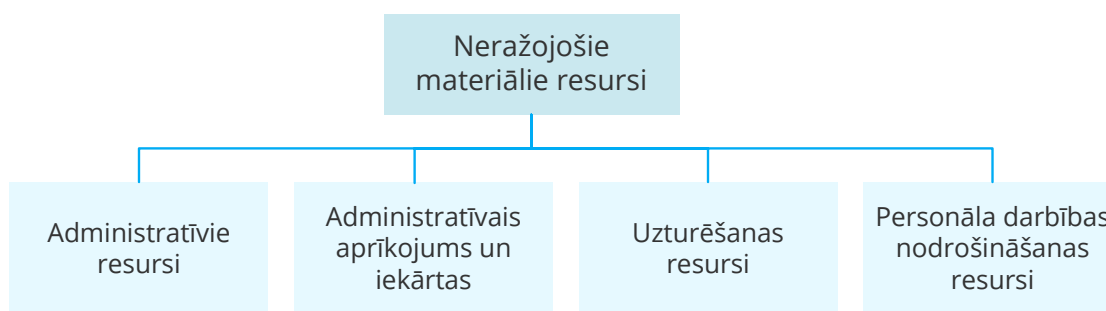 Neražojošie
materiālie resursi
Administratīvie
resursi
Administratīvais
aprīkojums un
iekārtas
Uzturēšanas
resursi
Personāla darbības
nodrošināšanas
resursi